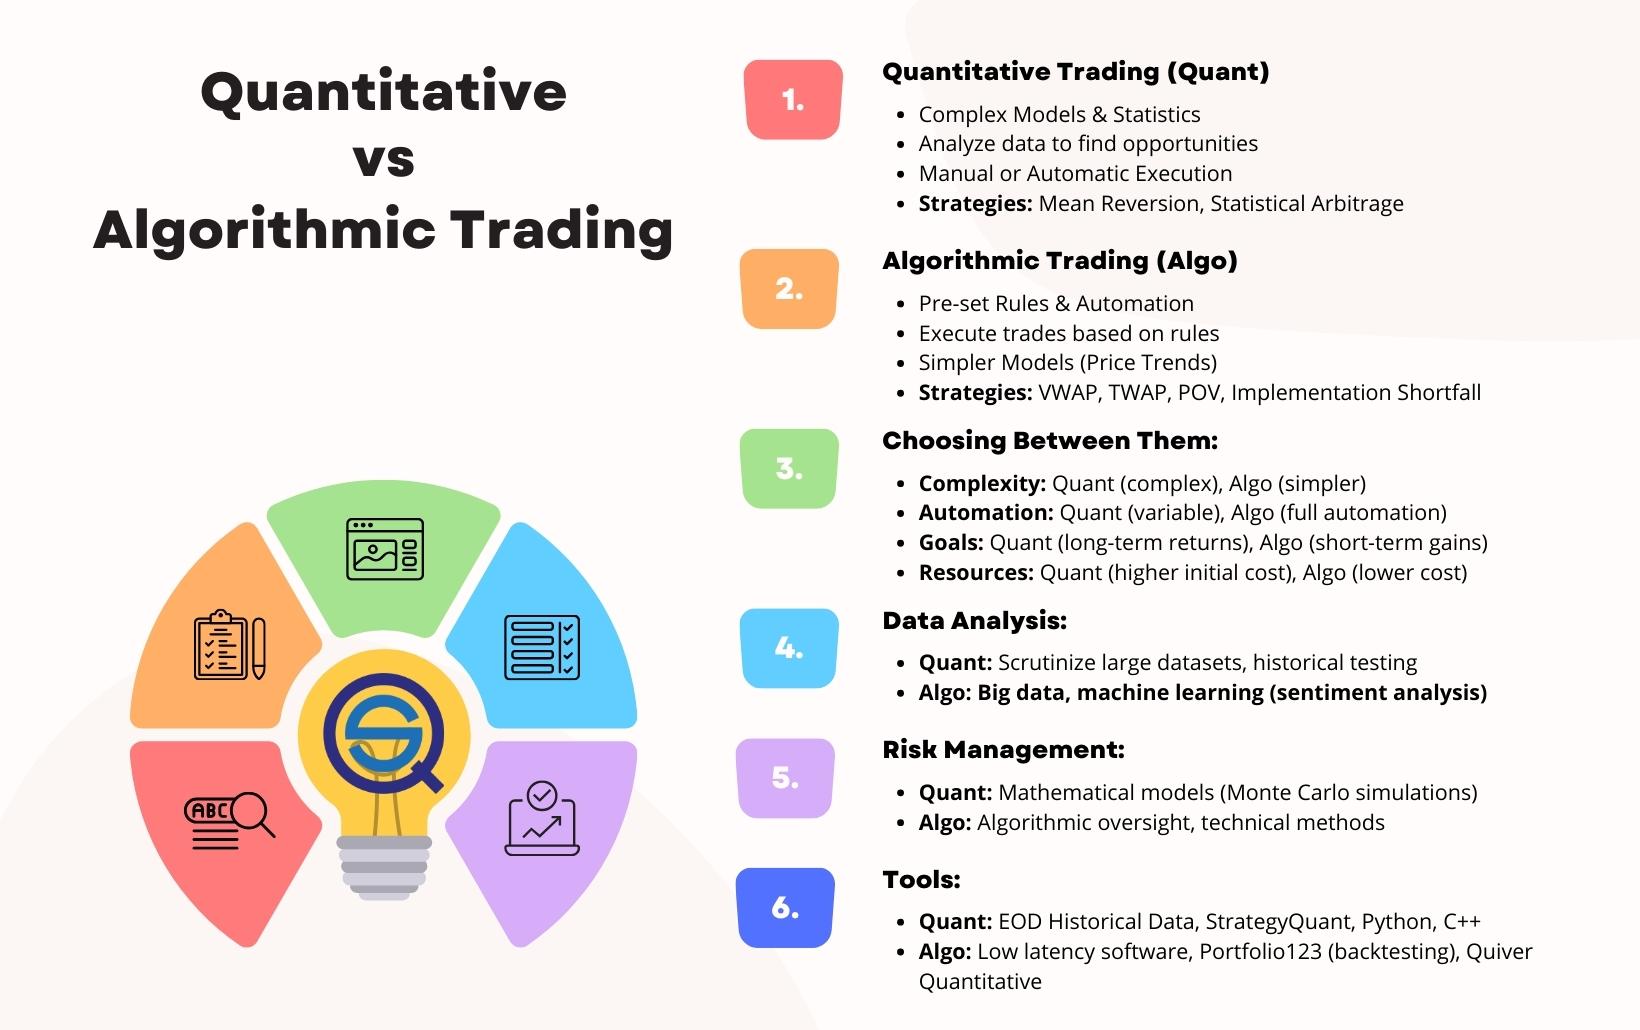 Quantitative
vs
Algorithmic Trading
1.
Quantitative Trading (Quant)
• Complex Models & Statistics
• Analyze data to find opportunities
• Manual or Automatic Execution
• Strategies: Mean Reversion, Statistical Arbitrage
2.
Algorithmic Trading (Algo)
• Pre-set Rules & Automation
• Execute trades based on rules
• Simpler Models (Price Trends)
• Strategies: VWAP, TWAP, POV, Implementation Shortfall
3.
Choosing Between Them:
• Complexity: Quant (complex), Algo (simpler)
• Automation: Quant (variable), Algo (full automation)
• Goals: Quant (long-term returns), Algo (short-term gains)
• Resources: Quant (higher initial cost), Algo (lower cost)
4.
Data Analysis:
• Quant: Scrutinize large datasets, historical testing
• Algo: Big data, machine learning (sentiment analysis)
5.
Risk Management:
• Quant: Mathematical models (Monte Carlo simulations)
• Algo: Algorithmic oversight, technical methods
6.
Tools:
• Quant: EOD Historical Data, StrategyQuant, Python, C++
• Algo: Low latency software, Portfolio123 (backtesting), Quiver
Quantitative
ABC
SQ